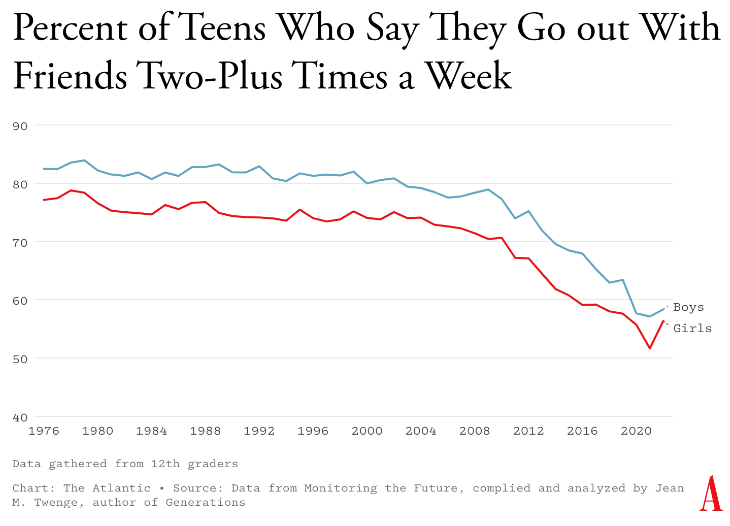 Percent of Teens Who Say They Go out With
Friends Two-Plus Times a Week
90
80
70
60
50
40
Boys
Girls
1976 1980 1984 1988 1992 1996 2000 2004 2008 2012 2016 2020
Data gathered from 12th graders
Chart: The Atlantic • Source: Data from Monitoring the Future, complied and analyzed by Jean
M. Twenge, author of Generations
A